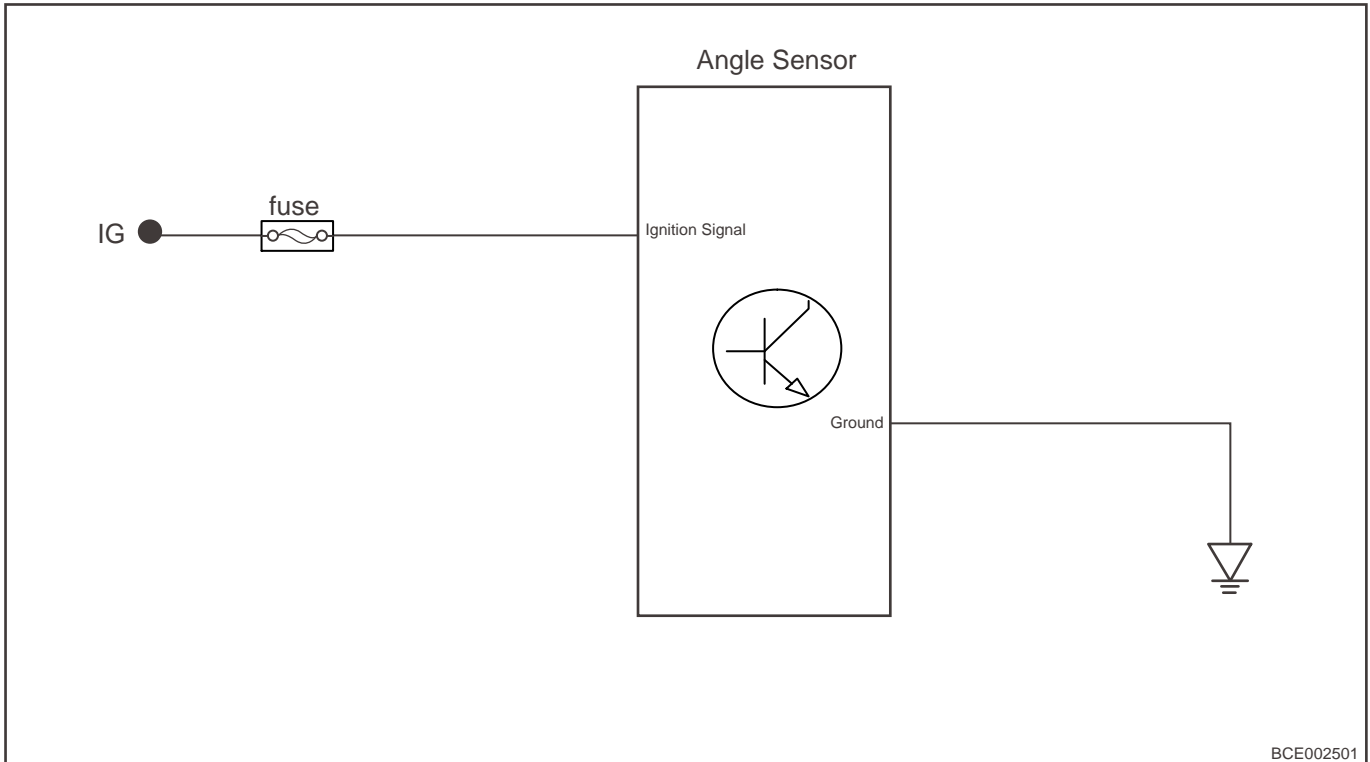 Angle Sensor
fuse
IG
Ignition Signal
Ground
BCE002501